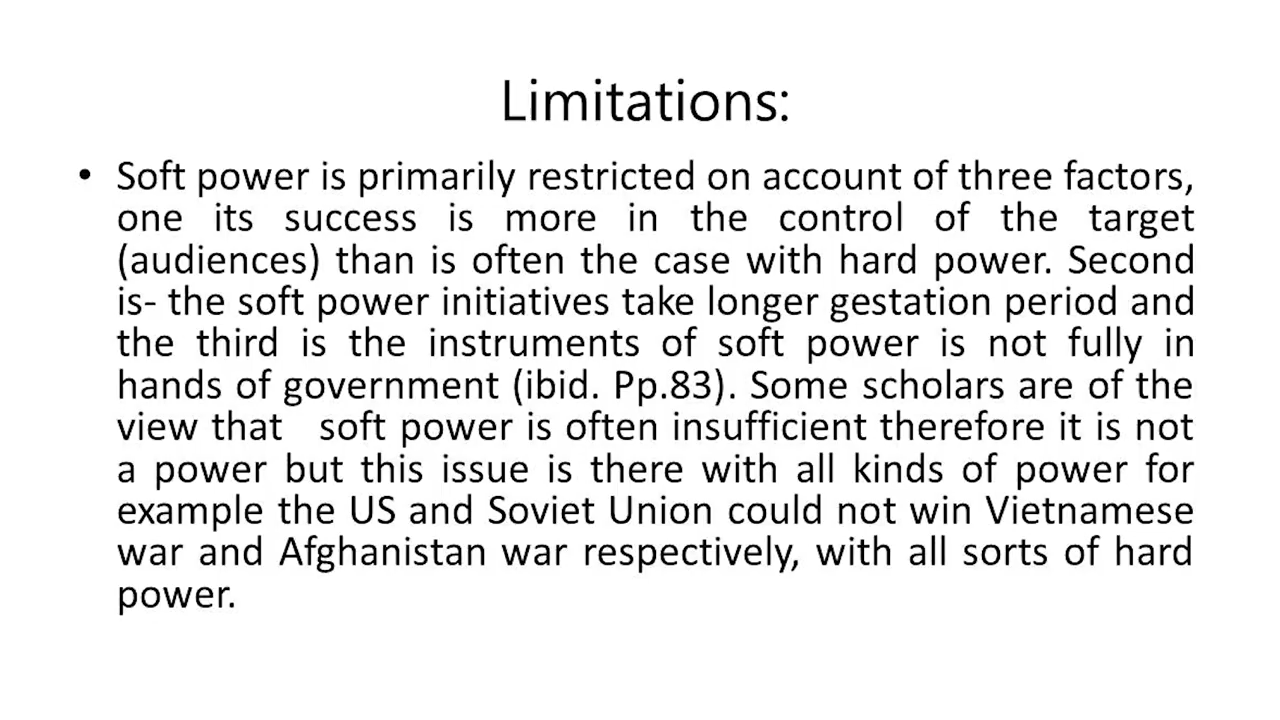 Limitations:
• Soft power is primarily restricted on account of three factors,
one its success is more in the control of the target
(audiences) than is often the case with hard power. Second
is- the soft power initiatives take longer gestation period and
the third is the instruments of soft power is not fully in
hands of government (ibid. Pp.83). Some scholars are of the
view that soft power is often insufficient therefore it is not
a power but this issue is there with all kinds of power for
example the US and Soviet Union could not win Vietnamese
war and Afghanistan war respectively, with all sorts of hard
power.